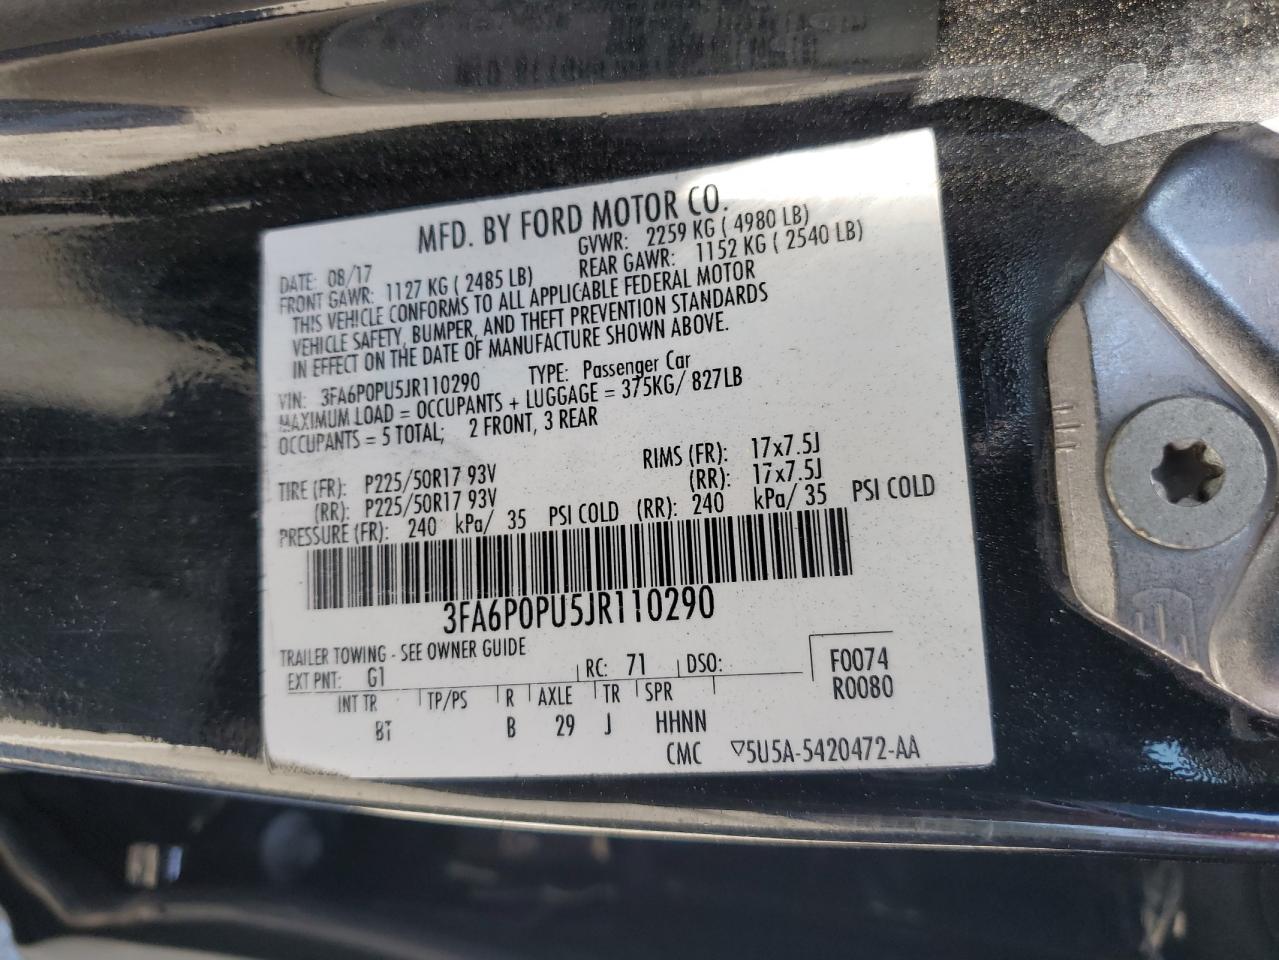 MFD. BY FORD MOTOR CO.
DATE: 08/17 GVWR: 2259 KG ( 4980 LB)
FRONT GAWR: 1127 KG ( 2485 LB) REAR GAWR: 1152 KG ( 2540 LB)
THIS VEHICLE CONFORMS TO ALL APPLICABLE FEDERAL MOTOR
VEHICLE SAFETY, BUMPER, AND THEFT PREVENTION STANDARDS
IN EFFECT ON THE DATE OF MANUFACTURE SHOWN ABOVE.
VIN: 3FA6P0PU5JR110290 TYPE: Passenger Car
MAXIMUM LOAD = OCCUPANTS + LUGGAGE = 375KG/ 827LB
OCCUPANTS = 5 TOTAL; 2 FRONT, 3 REAR
TIRE (FR): P225/50R17 93V RIMS (FR): 17x7.5J
(RR): P225/50R17 93V (RR): 17x7.5J
PRESSURE (FR): 240 kPa/ 35 PSI COLD (RR): 240 kPa/ 35 PSI COLD
3FA6P0PU5JR110290
TRAILER TOWING - SEE OWNER GUIDE
EXT PNT: G1 RC: 71 DSO: F0074
INT TR TP/PS R AXLE TR SPR R0080
BT B 29 J HHNN
CMC ▽5U5A-5420472-AA